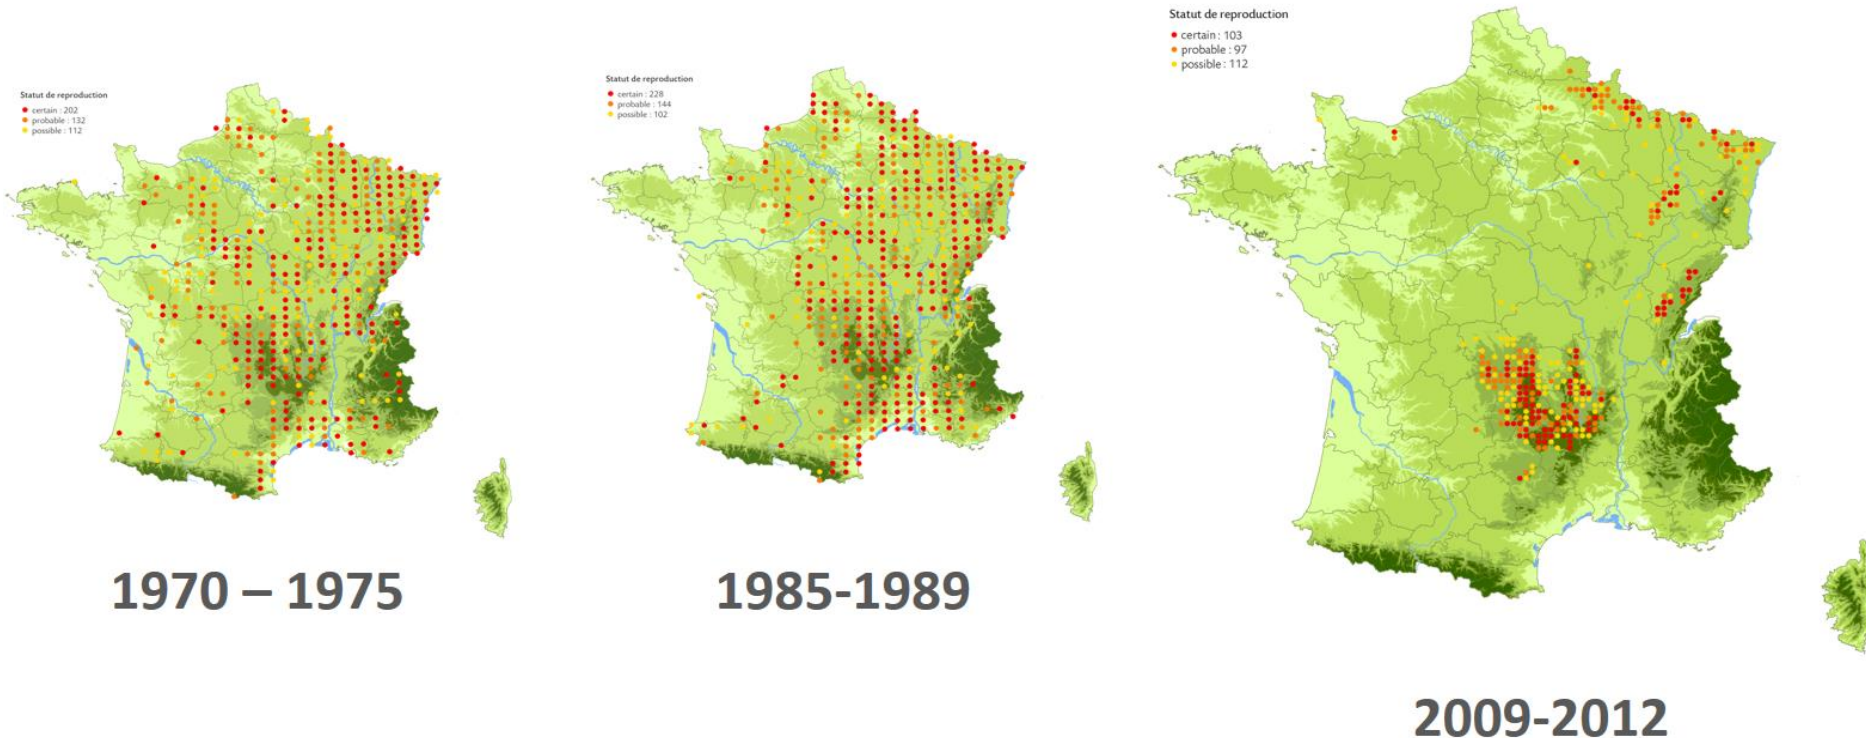 Statut de reproduction
certain : 202
probable : 132
possible : 112
1970 – 1975
Statut de reproduction
certain : 228
probable : 144
possible : 102
1985-1989
Statut de reproduction
certain : 103
probable : 97
possible : 112
2009-2012